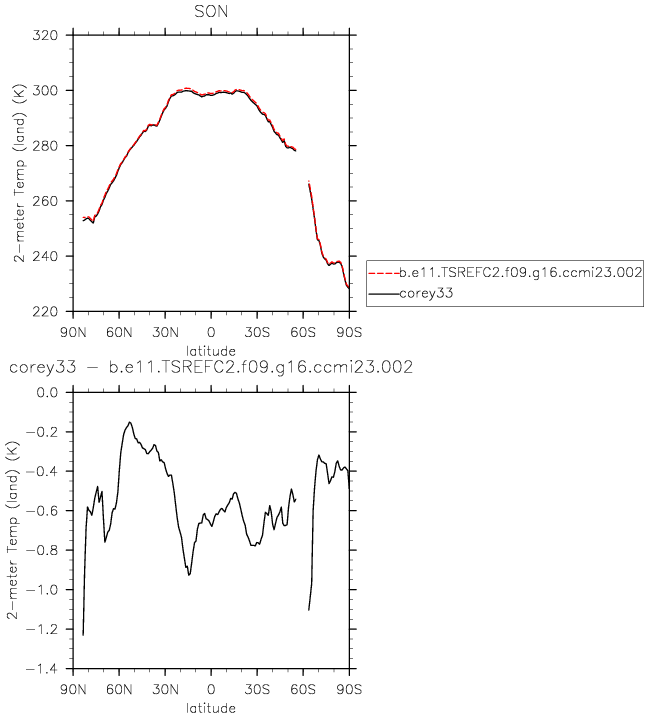 SON
320
300
280
260
240
220
2-meter Temp (land) (K)
90N 60N 30N 0 30S 60S 90S
latitude
b.e11.TSREFC2.f09.g16.ccmi23.002
corey33
corey33 - b.e11.TSREFC2.f09.g16.ccmi23.002
0.0
-0.2
-0.4
-0.6
-0.8
-1.0
-1.2
-1.4
2-meter Temp (land) (K)
90N 60N 30N 0 30S 60S 90S
latitude